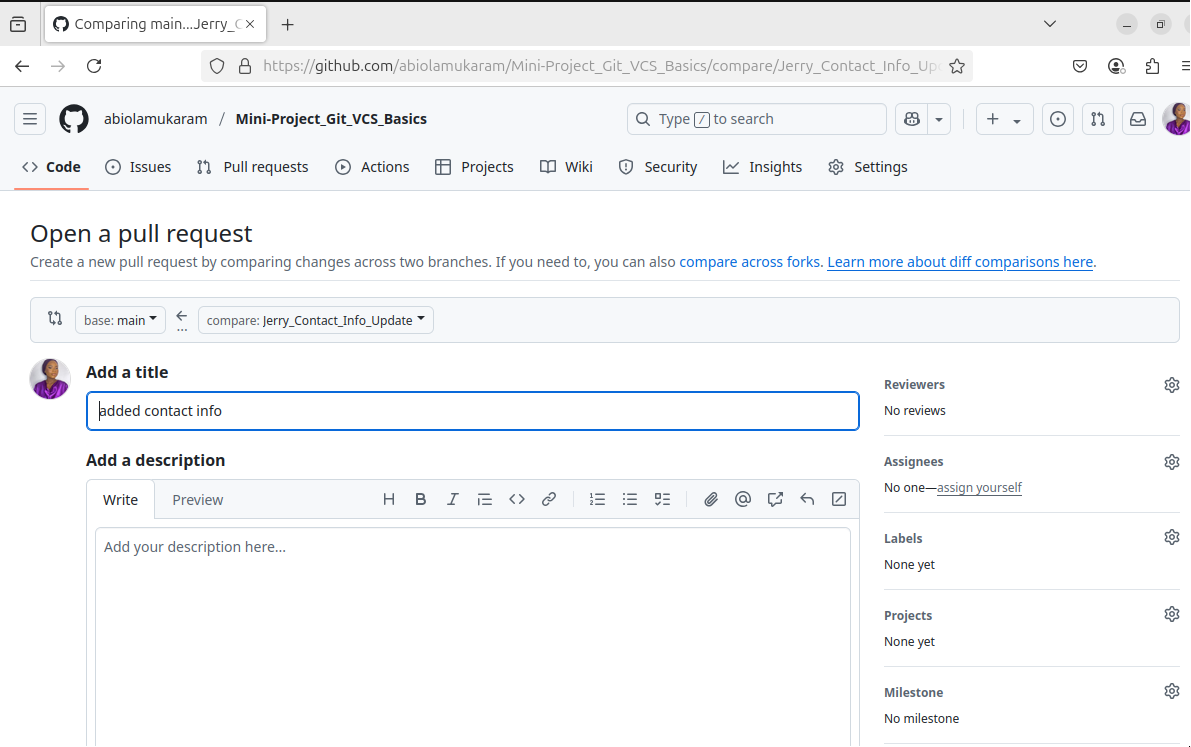 Comparing main...Jerry_C
https://github.com/abiolamukaram/Mini-Project_Git_VCS_Basics/compare/Jerry_Contact_Info_Up
abiolamukaram / Mini-Project_Git_VCS_Basics
Type / to search
Code Issues Pull requests Actions Projects Wiki Security Insights Settings
Open a pull request
Create a new pull request by comparing changes across two branches. If you need to, you can also compare across forks. Learn more about diff comparisons here.
base: main ... compare: Jerry_Contact_Info_Update
Add a title
added contact info
Add a description
Write Preview
Add your description here...
Reviewers
No reviews
Assignees
No one—assign yourself
Labels
None yet
Projects
None yet
Milestone
No milestone